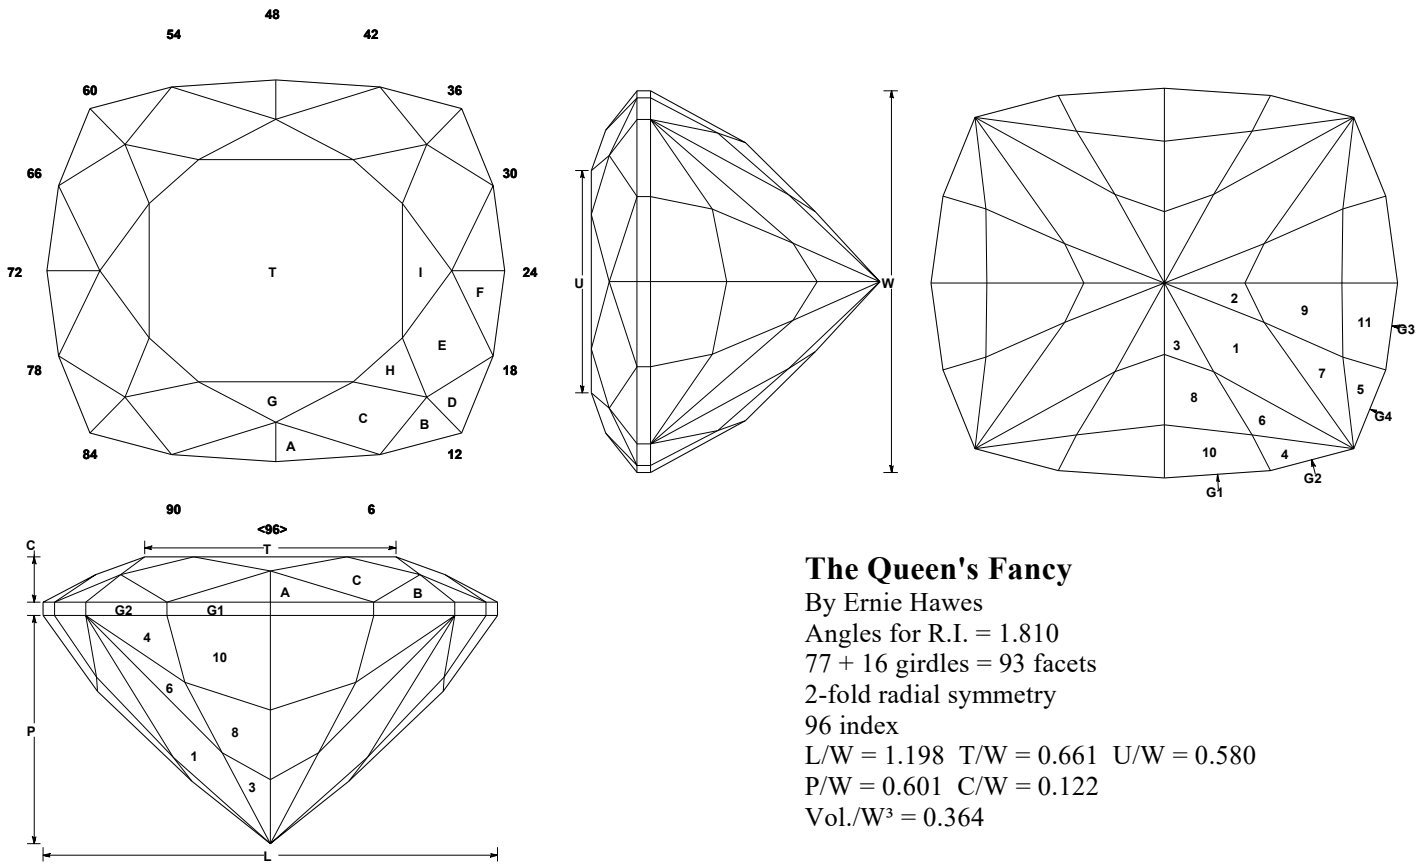 48
54 42
60 36
66 30
72 T I 24
F
E
78 H 18
G C D
A B
84 12
90 6
<96>
U W
2 9 11 G3
3 1
8 7 5 G4
6
10 4
G1 G2
C T
A C B
G2 G1
4 10
6
8
P 1
3
L
The Queen's Fancy
By Ernie Hawes
Angles for R.I. = 1.810
77 + 16 girdles = 93 facets
2-fold radial symmetry
96 index
L/W = 1.198 T/W = 0.661 U/W = 0.580
P/W = 0.601 C/W = 0.122
Vol./W³ = 0.364